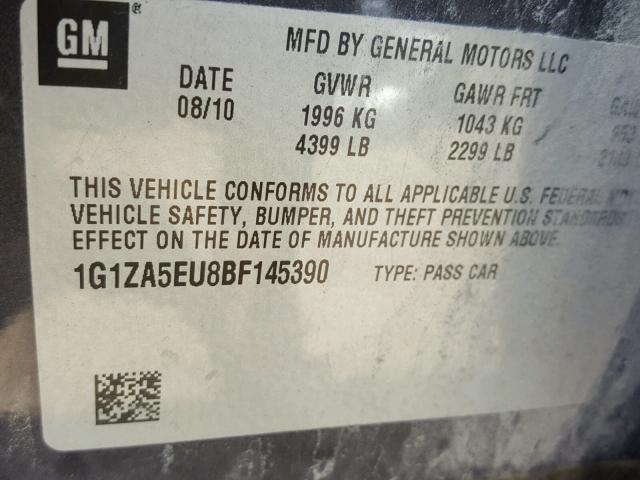 GM ®
MFD BY GENERAL MOTORS LLC
DATE GVWR GAWR FRT
08/10 1996 KG 1043 KG
4399 LB 2299 LB
THIS VEHICLE CONFORMS TO ALL APPLICABLE U.S. FEDERAL
VEHICLE SAFETY, BUMPER, AND THEFT PREVENTION STANDARDS
EFFECT ON THE DATE OF MANUFACTURE SHOWN ABOVE.
1G1ZA5EU8BF145390 TYPE: PASS CAR